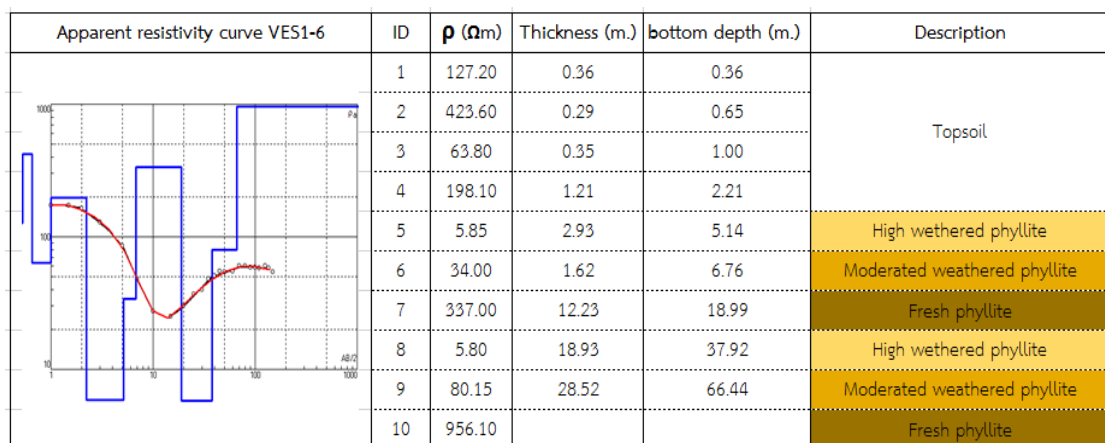 Apparent resistivity curve VES1-6 ID ρ (Ωm) Thickness (m.) bottom depth (m.) Description
1 127.20 0.36 0.36
2 423.60 0.29 0.65
3 63.80 0.35 1.00
4 198.10 1.21 2.21
Topsoil
5 5.85 2.93 5.14 High wethered phyllite
6 34.00 1.62 6.76 Moderated weathered phyllite
7 337.00 12.23 18.99 Fresh phyllite
8 5.80 18.93 37.92 High wethered phyllite
9 80.15 28.52 66.44 Moderated weathered phyllite
10 956.10 Fresh phyllite
1000
Pa
100
10
AB/2
1 10 100 1000